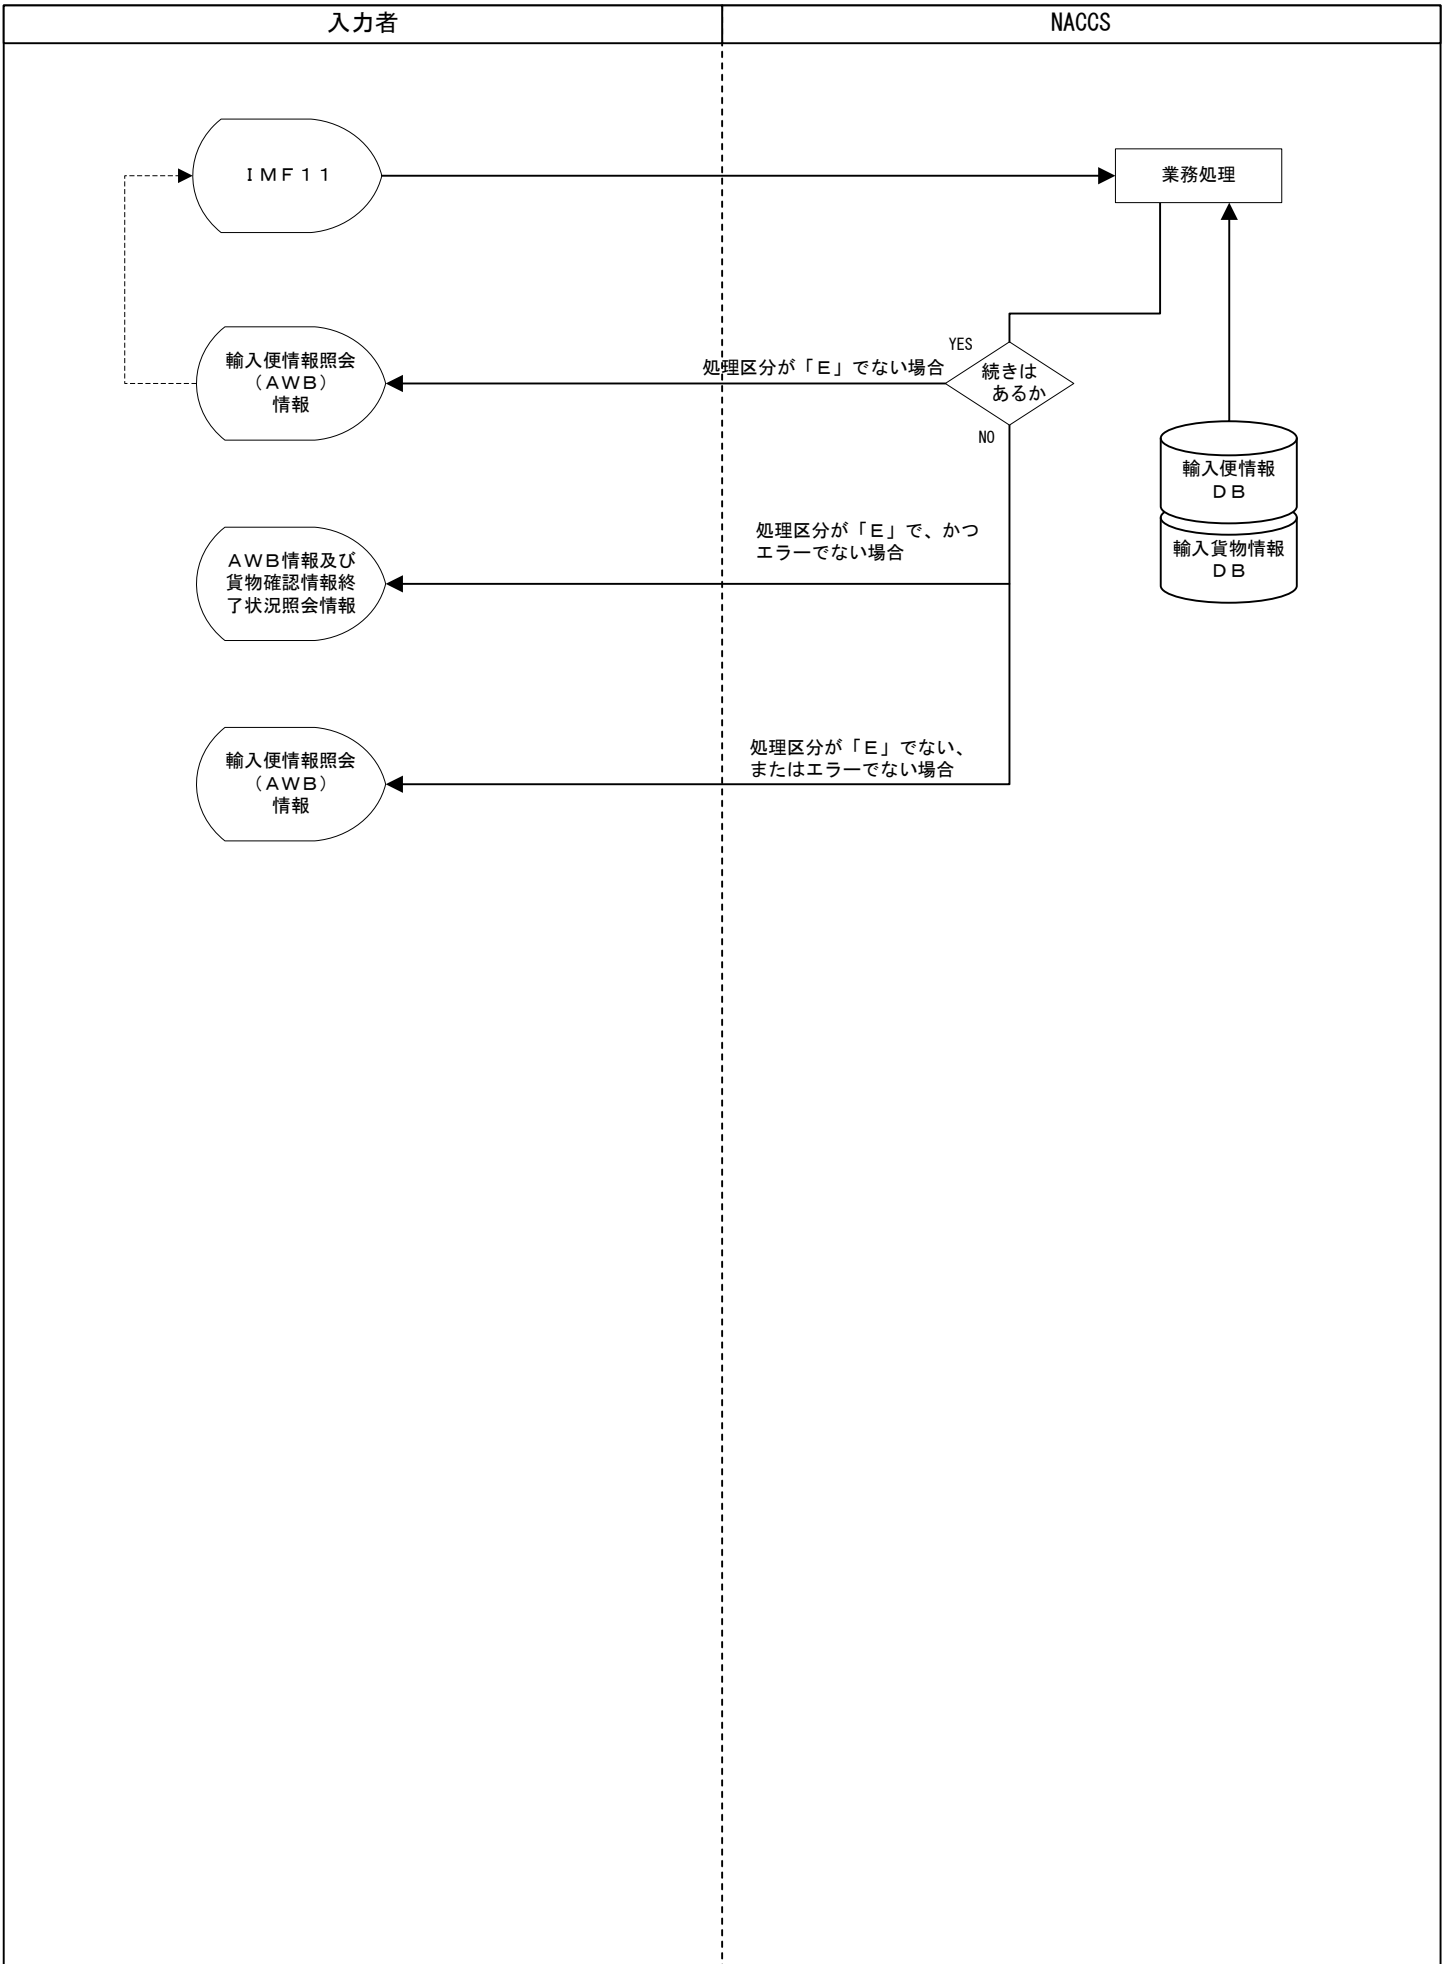 入力者
NACCS
ＩＭＦ１１
業務処理
輸入便情報照会
（ＡＷＢ）
情報
処理区分が「Ｅ」でない場合
YES
続きは
あるか
NO
輸入便情報
ＤＢ
輸入貨物情報
ＤＢ
ＡＷＢ情報及び
貨物確認情報終
了状況照会情報
処理区分が「Ｅ」で、かつ
エラーでない場合
輸入便情報照会
（ＡＷＢ）
情報
処理区分が「Ｅ」でない、
またはエラーでない場合